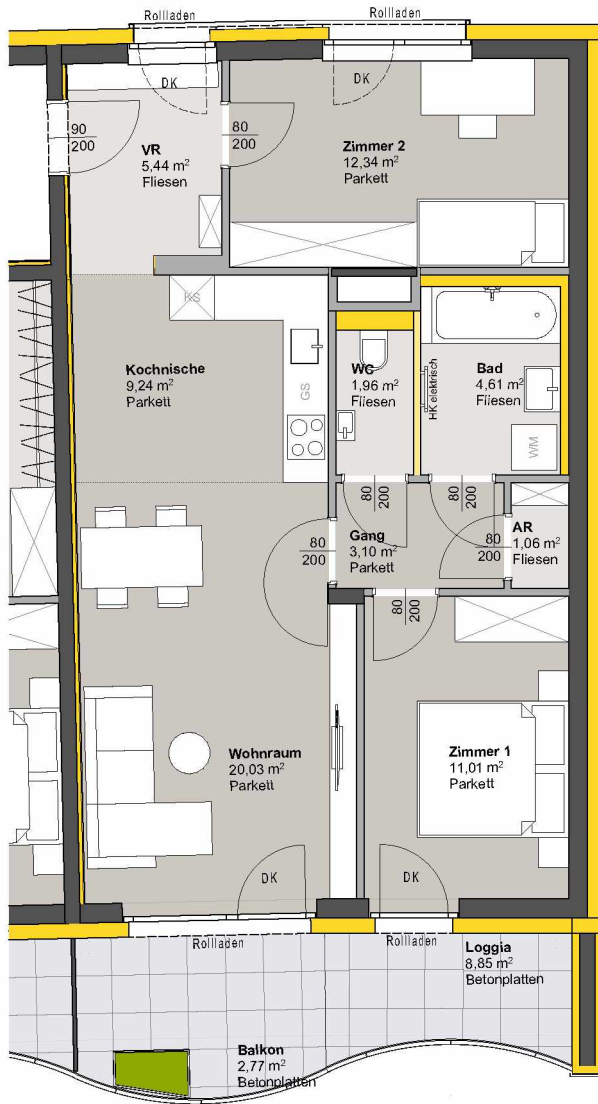 Rollladen
Rollladen
DK
DK
90
200
VR
5,44 m²
Fliesen
80
200
Zimmer 2
12,34 m²
Parkett
KS
Kochnische
9,24 m²
Parkett
GS
WC
1,96 m²
Fliesen
HK elektrisch
Bad
4,61 m²
Fliesen
WM
80
200
80
200
80
200
Gang
3,10 m²
Parkett
80
200
AR
1,06 m²
Fliesen
80
200
Wohnraum
20,03 m²
Parkett
Zimmer 1
11,01 m²
Parkett
DK
DK
Rollladen
Rollladen
Loggia
8,85 m²
Betonplatten
Balkon
2,77 m²
Betonplatten